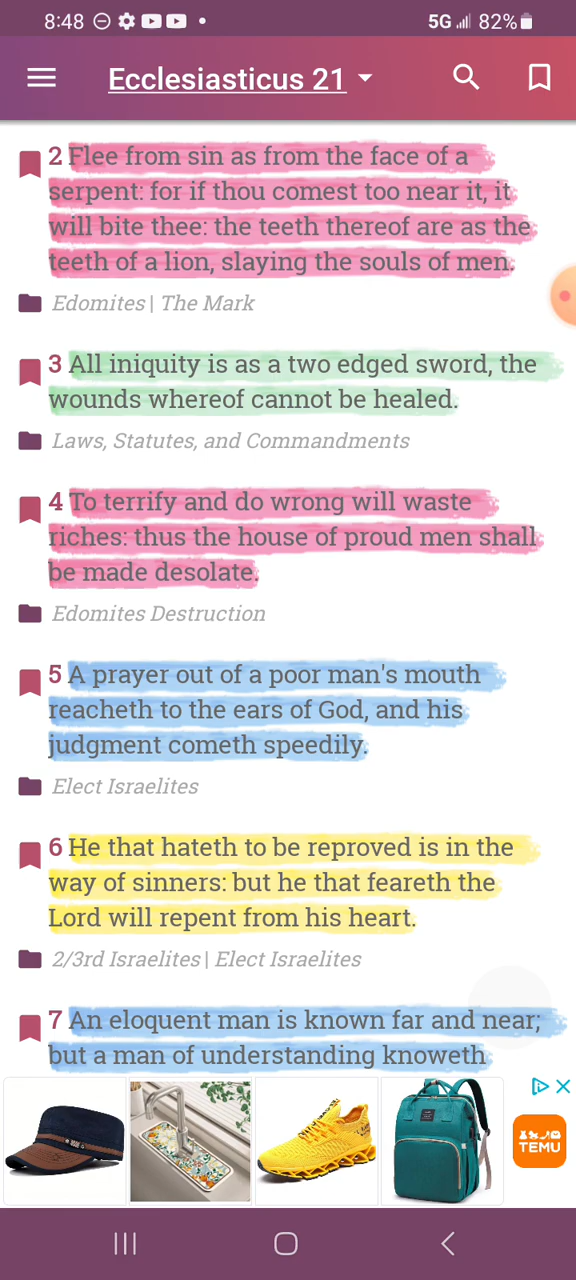 8:48
5G 82%
Ecclesiasticus 21
2 Flee from sin as from the face of a
serpent: for if thou comest too near it, it
will bite thee: the teeth thereof are as the
teeth of a lion, slaying the souls of men.
Edomites | The Mark
3 All iniquity is as a two edged sword, the
wounds whereof cannot be healed.
Laws, Statutes, and Commandments
4 To terrify and do wrong will waste
riches: thus the house of proud men shall
be made desolate.
Edomites Destruction
5 A prayer out of a poor man's mouth
reacheth to the ears of God, and his
judgment cometh speedily.
Elect Israelites
6 He that hateth to be reproved is in the
way of sinners: but he that feareth the
Lord will repent from his heart.
2/3rd Israelites | Elect Israelites
7 An eloquent man is known far and near;
but a man of understanding knoweth
TEMU